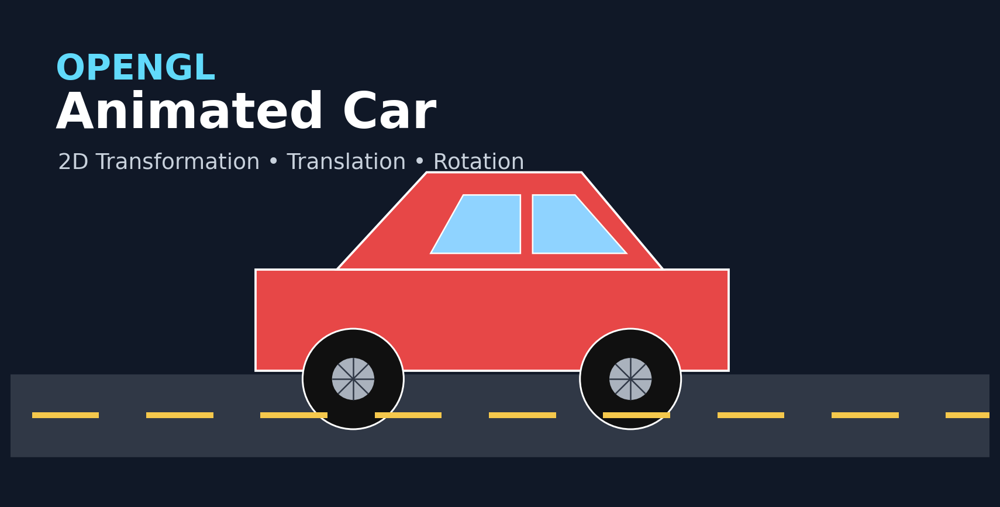 OPENGL
Animated Car
2D Transformation • Translation • Rotation